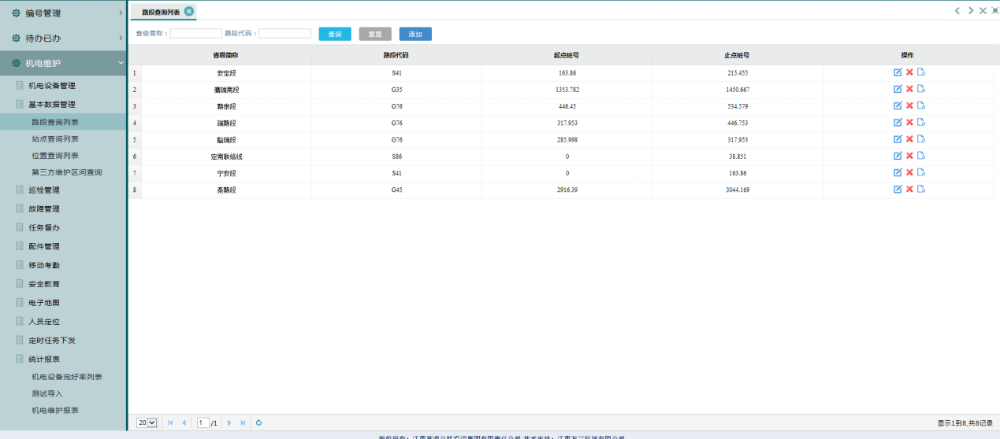 编号管理
待办已办
机电维护
机电设备管理
基本数据管理
路段查询列表
站点查询列表
位置查询列表
第三方维护区间查询
巡检管理
故障管理
任务督办
配件管理
移动考勤
安全教育
电子地图
人员定位
定时任务下发
统计报表
机电设备完好率列表
测试导入
机电维护报表
路段查询列表
省级简称： 路段代码： 查询 重置 添加
省级简称 路段代码 起点桩号 止点桩号 操作
1 安定段 S41 163.86 215.455
2 鹰瑞南段 G35 1353.782 1450.667
3 赣崇段 G76 446.45 534.579
4 瑞赣段 G76 317.953 446.753
5 隘瑞段 G76 285.998 317.953
6 定南联络线 S86 0 38.851
7 宁安段 S41 0 163.86
8 泰赣段 G45 2916.39 3044.169
20 1 /1 显示1到8,共8记录
版权所有：江西高速公路投资集团有限责任公司 技术支持：江西方兴科技有限公司